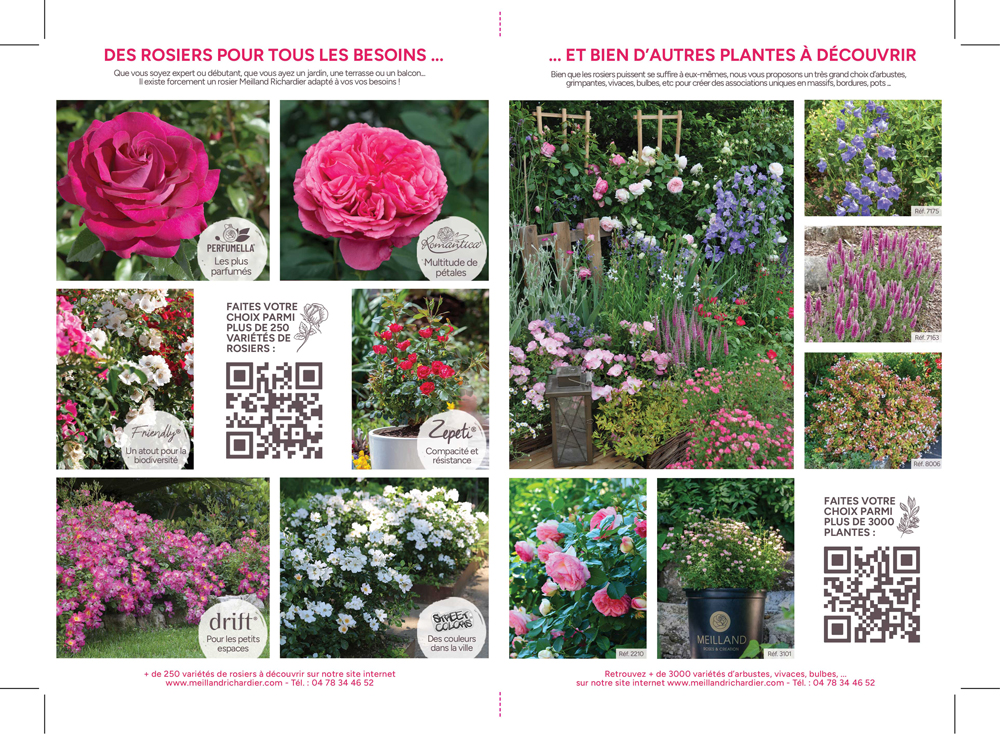 DES ROSIERS POUR TOUS LES BESOINS ...
Que vous soyez expert ou débutant, que vous ayez un jardin, une terrasse ou un balcon...
Il existe forcement un rosier Meilland Richardier adapté à vos vos besoins !
PERFUMELLA®
Les plus
parfumés
Romantica®
Multitude de
pétales
FAITES VOTRE
CHOIX PARMI
PLUS DE 250
VARIÉTÉS DE
ROSIERS :
Friendly®
Un atout pour la
biodiversité
Zepeti®
Compacité et
résistance
drift®
Pour les petits
espaces
STREET
COLORS
Des couleurs
dans la ville
+ de 250 variétés de rosiers à découvrir sur notre site internet
www.meillandrichardier.com - Tél. : 04 78 34 46 52
... ET BIEN D'AUTRES PLANTES À DÉCOUVRIR
Bien que les rosiers puissent se suffire à eux-mêmes, nous vous proposons un très grand choix d'arbustes,
grimpantes, vivaces, bulbes, etc pour créer des associations uniques en massifs, bordures, pots ...
Réf. 7175
Réf. 7163
Réf. 8006
Réf. 2210
MEILLAND
Réf. 3101
FAITES VOTRE
CHOIX PARMI
PLUS DE 3000
PLANTES :
Retrouvez + de 3000 variétés d'arbustes, vivaces, bulbes, ...
sur notre site internet www.meillandrichardier.com - Tél. : 04 78 34 46 52